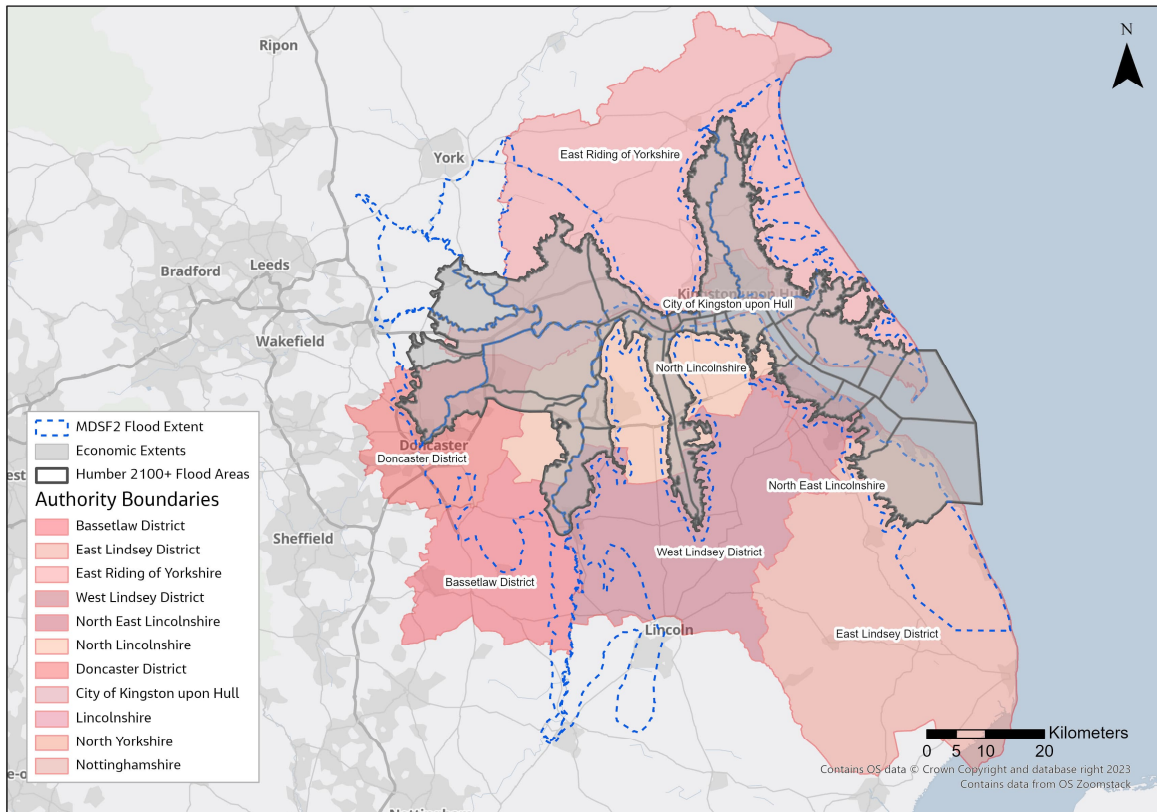 N
Ripon
York
East Riding of Yorkshire
Leeds
Bradford
Kingston upon Hull
City of Kingston upon Hull
Wakefield
North Lincolnshire
MDSF2 Flood Extent
Economic Extents
Humber 2100+ Flood Areas
Authority Boundaries
Bassetlaw District
East Lindsey District
East Riding of Yorkshire
West Lindsey District
North East Lincolnshire
North Lincolnshire
Doncaster District
City of Kingston upon Hull
Lincolnshire
North Yorkshire
Nottinghamshire
Doncaster
Doncaster District
North East Lincolnshire
Sheffield
West Lindsey District
Bassetlaw District
Lincoln
East Lindsey District
Kilometers
0 5 10 20
Contains OS data © Crown Copyright and database right 2023
Contains data from OS Zoomstack